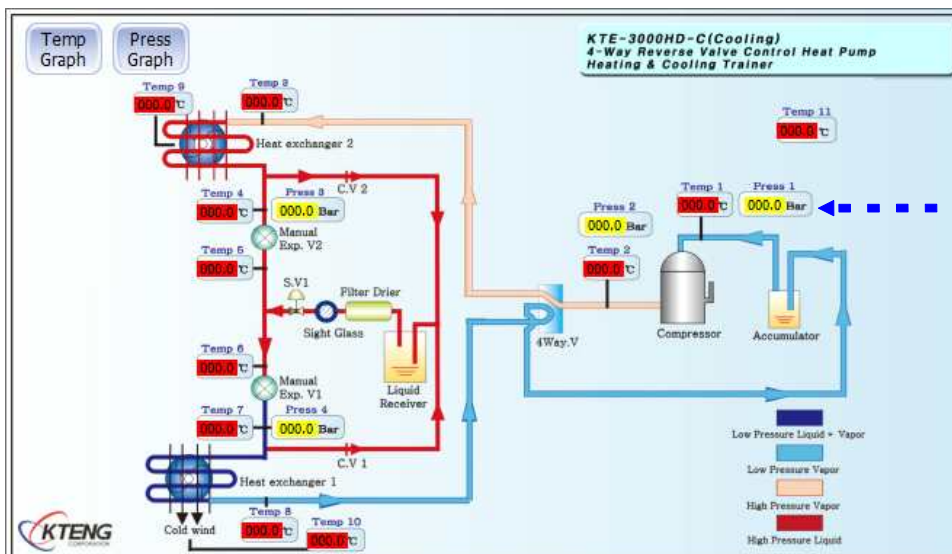 Temp
Graph
Press
Graph
KTE-3000HD-C(Cooling)
4-Way Reverse Valve Control Heat Pump
Heating & Cooling Trainer
Temp 9
000.0 ℃
Temp 3
000.0 ℃
Temp 11
000.0 ℃
Heat exchanger 2
C.V 2
Temp 4
000.0 ℃
Press 3
000.0 Bar
Temp 1
000.0 ℃
Press 1
000.0 Bar
Press 2
000.0 Bar
Manual
Exp. V2
Temp 5
000.0 ℃
Temp 2
000.0 ℃
S.V1
Filter Drier
Sight Glass
4Way.V
Compressor
Accumulator
Temp 6
000.0 ℃
Manual
Exp. V1
Liquid
Receiver
Temp 7
000.0 ℃
Press 4
000.0 Bar
C.V 1
Low Pressure Liquid + Vapor
Low Pressure Vapor
High Pressure Vapor
High Pressure Liquid
Heat exchanger 1
Temp 8
000.0 ℃
Temp 10
000.0 ℃
Cold wind
KTENG
CORPORATION